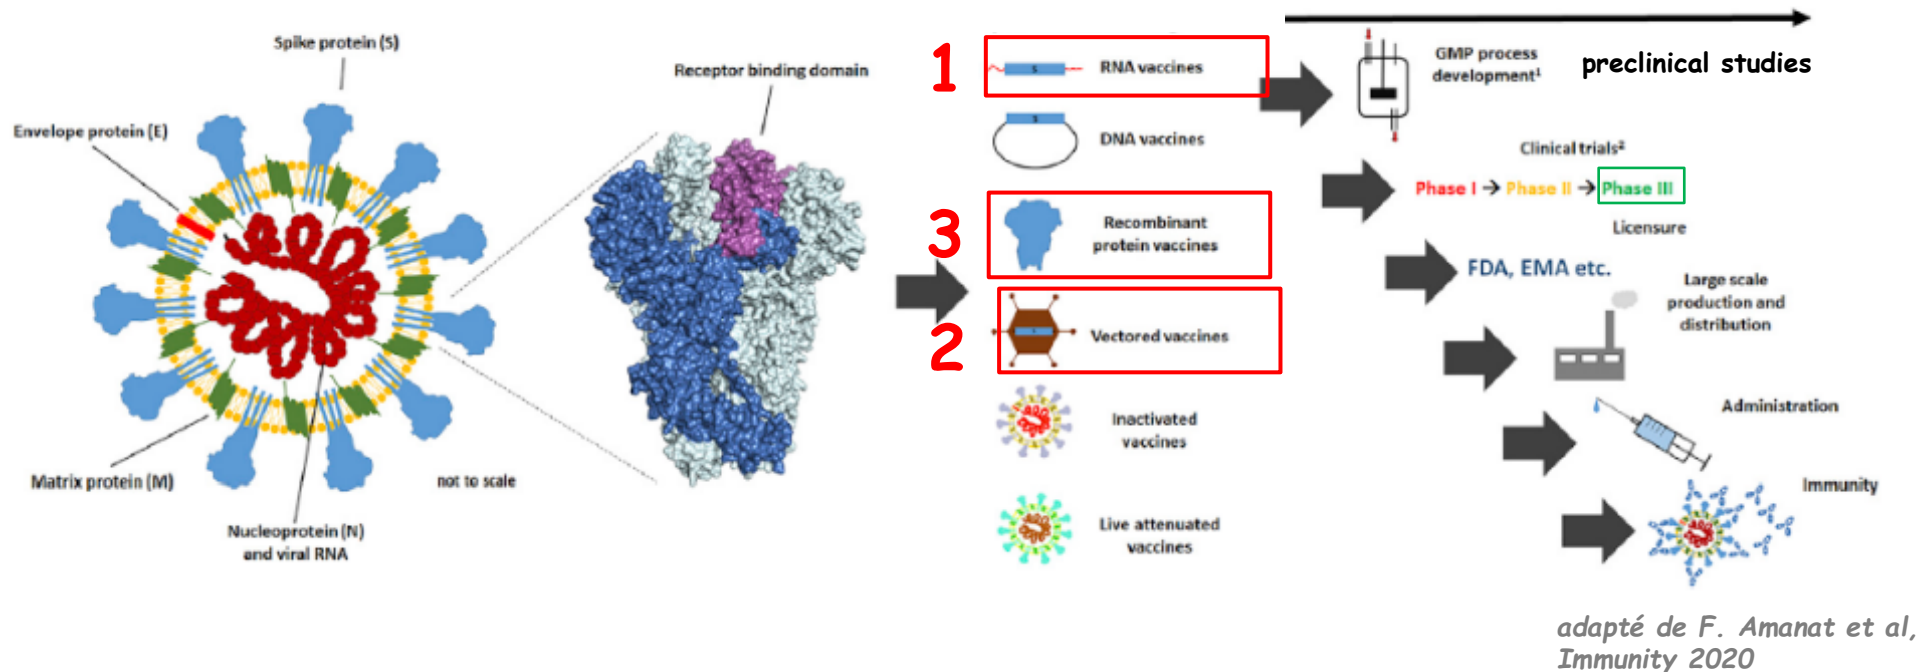 Spike protein (S)
Envelope protein (E)
Matrix protein (M)
Nucleoprotein (N)
and viral RNA
not to scale
Receptor binding domain
1
S
RNA vaccines
S
DNA vaccines
3
Recombinant
protein vaccines
2
Vectored vaccines
Inactivated
vaccines
Live attenuated
vaccines
GMP process
development¹
preclinical studies
Clinical trials²
Phase I → Phase II → Phase III
Licensure
FDA, EMA etc.
Large scale
production and
distribution
Administration
Immunity
adapté de F. Amanat et al,
Immunity 2020